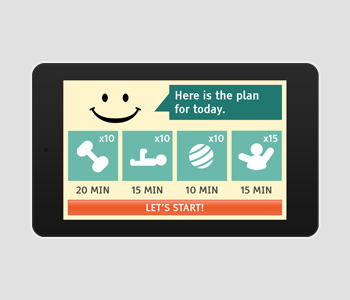 Here is the plan
for today.
x10
x10
x10
x15
20 MIN
15 MIN
10 MIN
15 MIN
LET'S START!